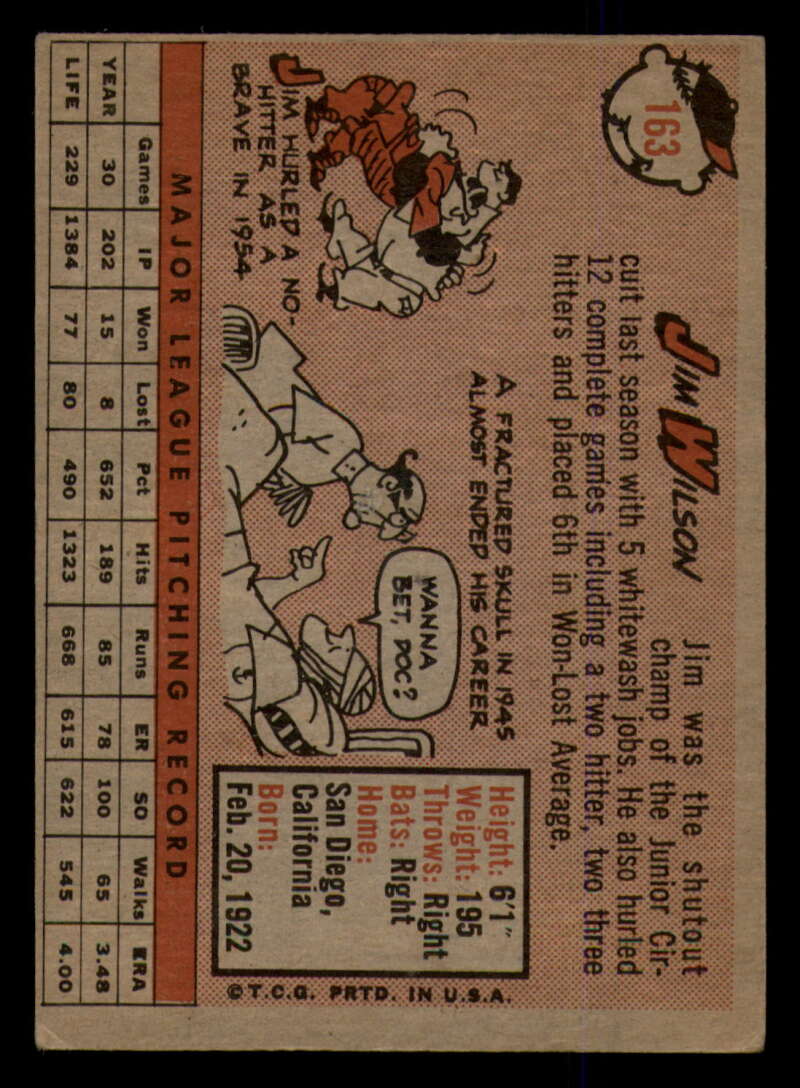 163
JIM WILSON
Jim was the shutout
champ of the Junior Cir-
cuit last season with 5 whitewash jobs. He also hurled
12 complete games including a two hitter, two three
hitters and placed 6th in Won-Lost Average.
JIM HURLED A NO-
HITTER AS A
BRAVE IN 1954
A FRACTURED SKULL IN 1945
ALMOST ENDED HIS CAREER
WANNA
BET, DOC?
Height: 6'1"
Weight: 195
Throws: Right
Bats: Right
Home:
San Diego,
California
Born:
Feb. 20, 1922
© T.C.G. PRTD. IN U.S.A.
MAJOR LEAGUE PITCHING RECORD
Games IP Won Lost Pct Hits Runs ER SO Walks ERA
YEAR 30 202 15 8 652 189 85 78 100 65 3.48
LIFE 229 1384 77 80 490 1323 668 615 622 545 4.00